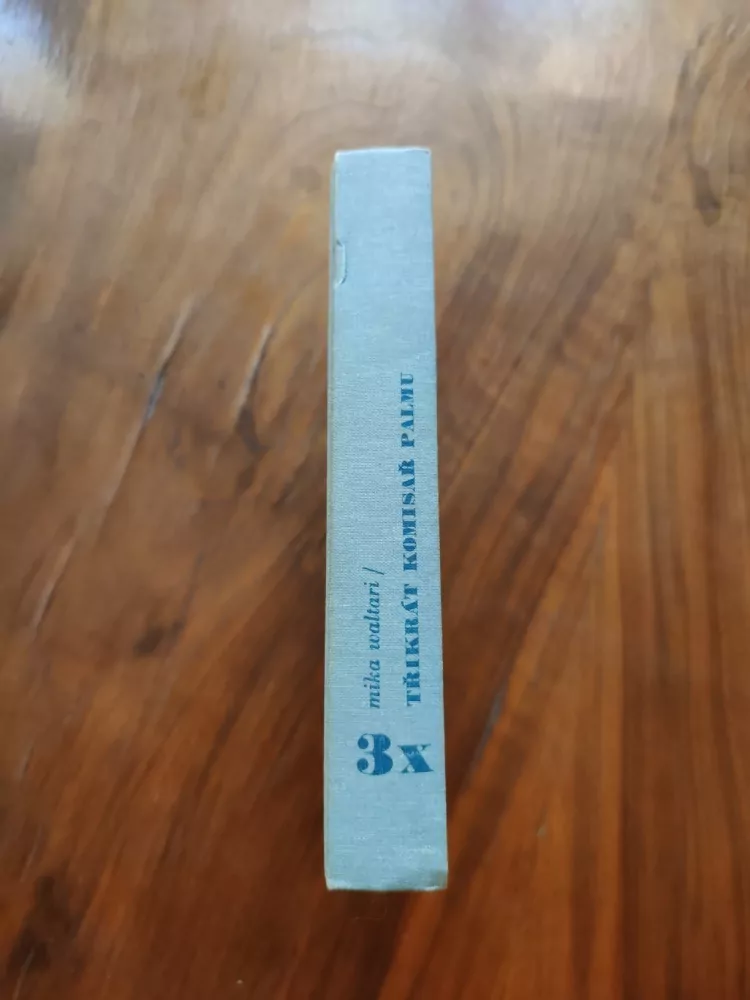 mika waltari /
TŘIKRÁT KOMISAŘ PALMU
3x